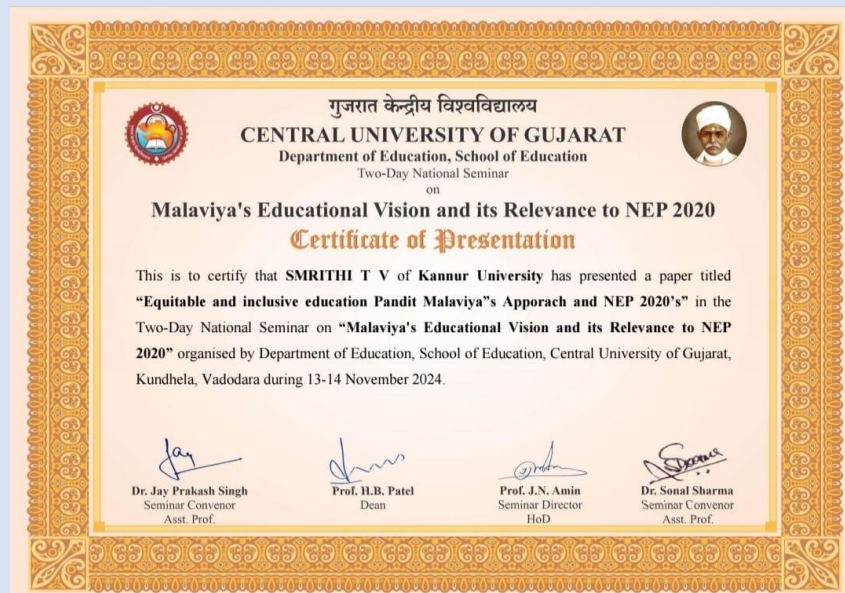 गुजरात केन्द्रीय विश्वविद्यालय
CENTRAL UNIVERSITY OF GUJARAT
Department of Education, School of Education
Two-Day National Seminar
on
Malaviya's Educational Vision and its Relevance to NEP 2020
Certificate of Presentation
This is to certify that SMRITHI T V of Kannur University has presented a paper titled
“Equitable and inclusive education Pandit Malaviya"s Apporach and NEP 2020's” in the
Two-Day National Seminar on “Malaviya's Educational Vision and its Relevance to NEP
2020” organised by Department of Education, School of Education, Central University of Gujarat,
Kundhela, Vadodara during 13-14 November 2024.
Dr. Jay Prakash Singh
Seminar Convenor
Asst. Prof.
Prof. H.B. Patel
Dean
Prof. J.N. Amin
Seminar Director
HoD
Dr. Sonal Sharma
Seminar Convenor
Asst. Prof.